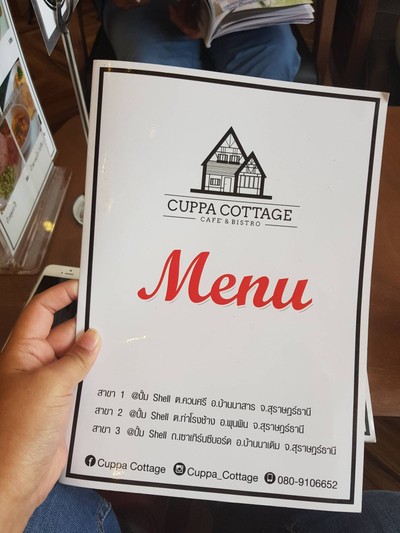 CUPPA COTTAGE
CAFE' & BISTRO
Menu
สาขา 1 @ปั๊ม Shell ต.ควนศรี อ.บ้านนาสาร จ.สุราษฎร์ธานี
สาขา 2 @ปั๊ม Shell ต.ท่าโรงช้าง อ.พุนพิน จ.สุราษฎร์ธานี
สาขา 3 @ปั๊ม Shell ถ.เซาเทิร์นซีบอร์ด อ.บ้านนาเดิม จ.สุราษฎร์ธานี
Cuppa Cottage Cuppa_Cottage 080-9106652